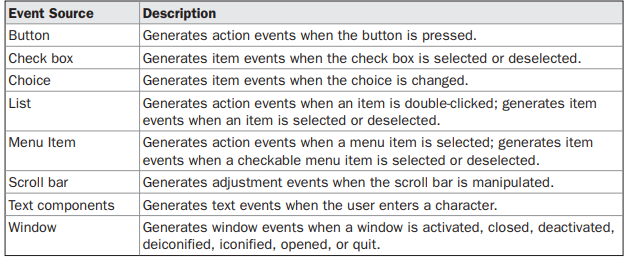 Event Source Description
Button Generates action events when the button is pressed.
Check box Generates item events when the check box is selected or deselected.
Choice Generates item events when the choice is changed.
List Generates action events when an item is double-clicked; generates item
events when an item is selected or deselected.
Menu Item Generates action events when a menu item is selected; generates item
events when a checkable menu item is selected or deselected.
Scroll bar Generates adjustment events when the scroll bar is manipulated.
Text components Generates text events when the user enters a character.
Window Generates window events when a window is activated, closed, deactivated,
deiconified, iconified, opened, or quit.